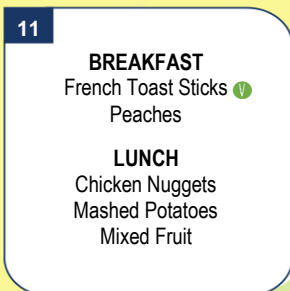 11
BREAKFAST
French Toast Sticks V
Peaches
LUNCH
Chicken Nuggets
Mashed Potatoes
Mixed Fruit